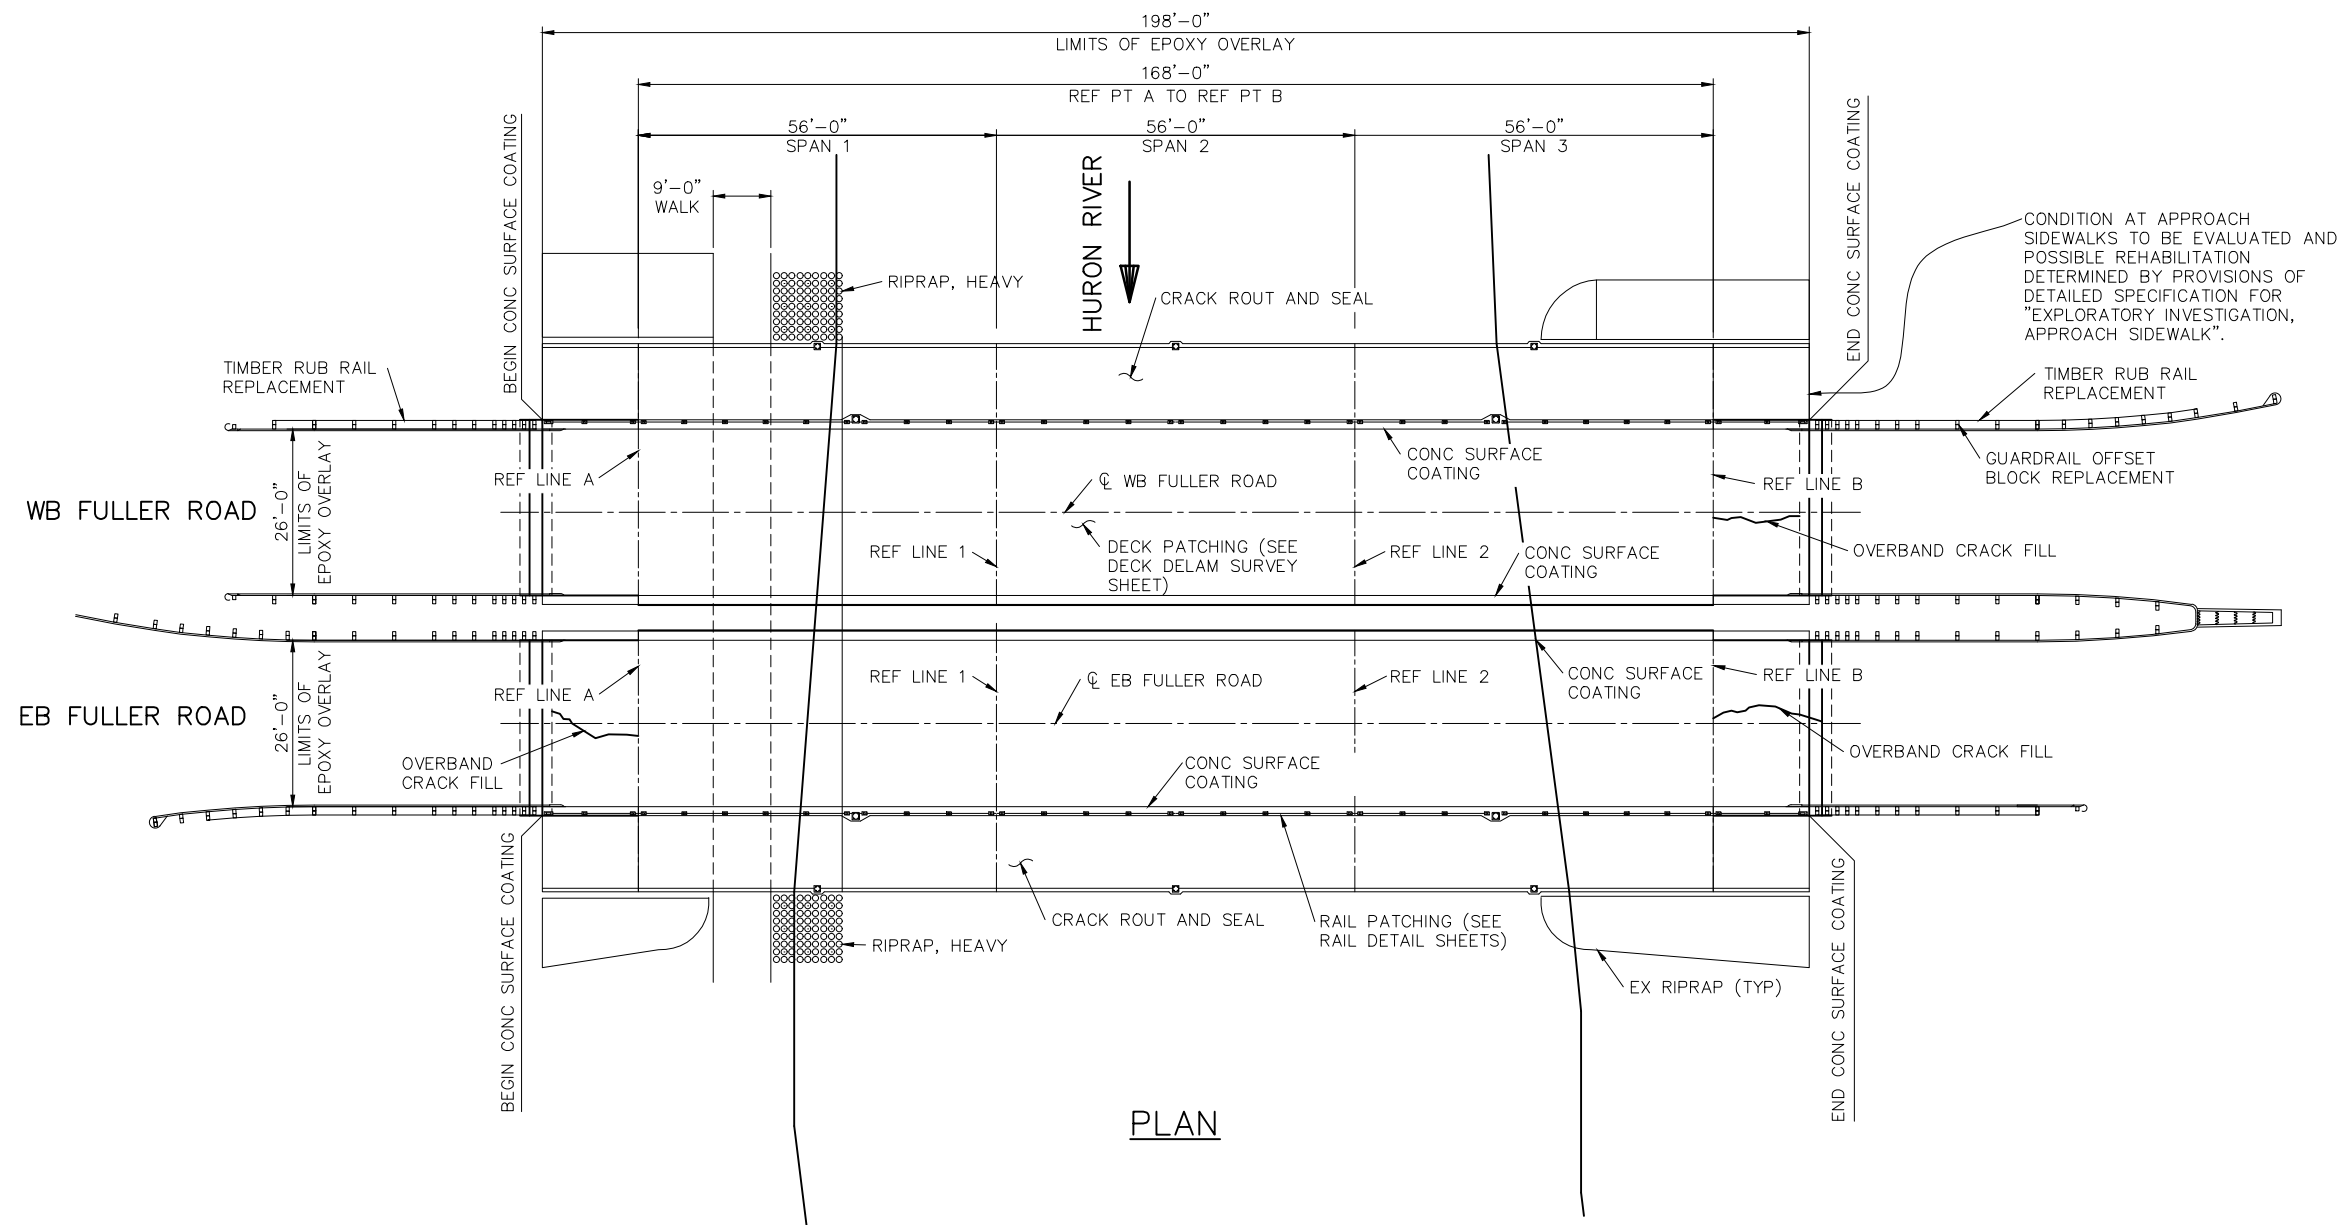 198'-0"
LIMITS OF EPOXY OVERLAY
168'-0"
REF PT A TO REF PT B
56'-0"
SPAN 1
56'-0"
SPAN 2
56'-0"
SPAN 3
9'-0"
WALK
BEGIN CONC SURFACE COATING
HURON RIVER
END CONC SURFACE COATING
CONDITION AT APPROACH
SIDEWALKS TO BE EVALUATED AND
POSSIBLE REHABILITATION
DETERMINED BY PROVISIONS OF
DETAILED SPECIFICATION FOR
"EXPLORATORY INVESTIGATION,
APPROACH SIDEWALK".
RIPRAP, HEAVY
CRACK ROUT AND SEAL
TIMBER RUB RAIL
REPLACEMENT
TIMBER RUB RAIL
REPLACEMENT
WB FULLER ROAD
26'-0"
LIMITS OF
EPOXY OVERLAY
REF LINE A
℄ WB FULLER ROAD
CONC SURFACE
COATING
REF LINE B
GUARDRAIL OFFSET
BLOCK REPLACEMENT
REF LINE 1
DECK PATCHING (SEE
DECK DELAM SURVEY
SHEET)
REF LINE 2
CONC SURFACE
COATING
OVERBAND CRACK FILL
EB FULLER ROAD
26'-0"
LIMITS OF
EPOXY OVERLAY
REF LINE A
REF LINE 1
℄ EB FULLER ROAD
REF LINE 2
CONC SURFACE
COATING
REF LINE B
OVERBAND
CRACK FILL
CONC SURFACE
COATING
OVERBAND CRACK FILL
BEGIN CONC SURFACE COATING
RIPRAP, HEAVY
CRACK ROUT AND SEAL
RAIL PATCHING (SEE
RAIL DETAIL SHEETS)
EX RIPRAP (TYP)
END CONC SURFACE COATING
PLAN